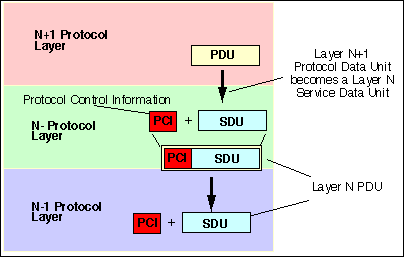 N+1 Protocol
Layer
PDU
Layer N+1
Protocol Data Unit
becomes a Layer N
Service Data Unit
Protocol Control Information
N- Protocol
Layer
PCI + SDU
PCI SDU
Layer N PDU
N-1 Protocol
Layer
PCI + SDU